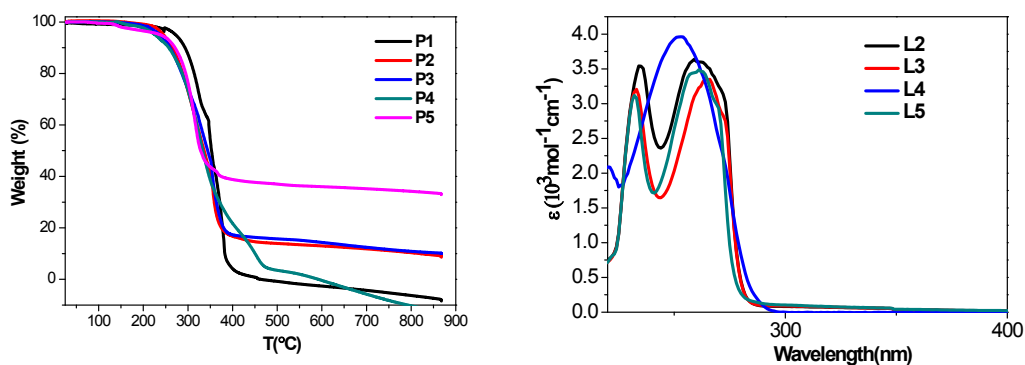 Weight (%)
100
80
60
40
20
0
P1
P2
P3
P4
P5
100 200 300 400 500 600 700 800 900
T(ºC)
ε (10³mol⁻¹cm⁻¹)
4.0
3.5
3.0
2.5
2.0
1.5
1.0
0.5
0.0
L2
L3
L4
L5
300 400
Wavelength(nm)